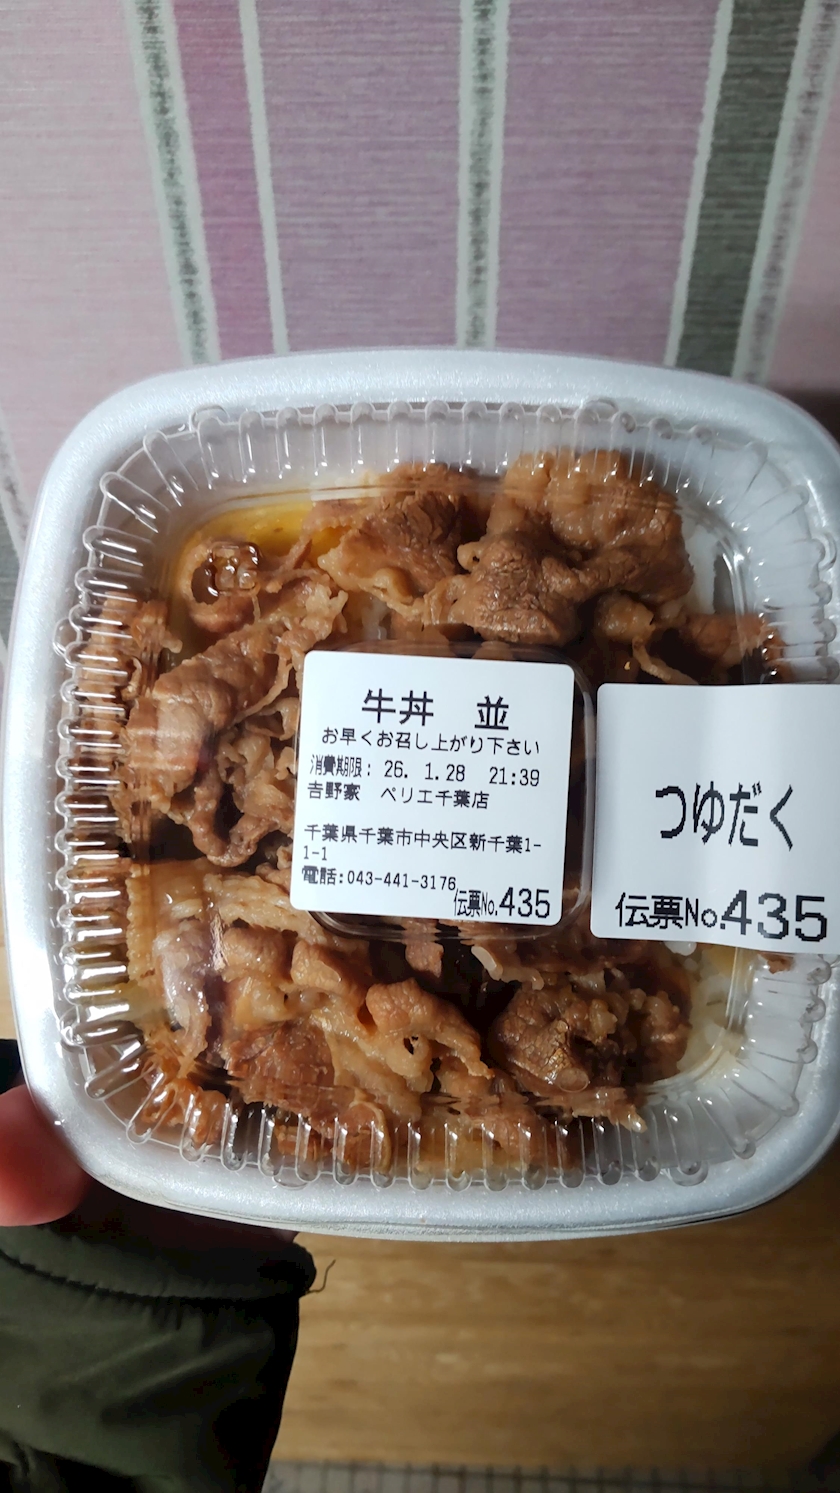 牛丼 並
お早くお召し上がり下さい
消費期限: 26. 1.28 21:39
吉野家 ペリエ千葉店
千葉県千葉市中央区新千葉1-
1-1
電話:043-441-3176
伝票No.435
つゆだく
伝票No.435